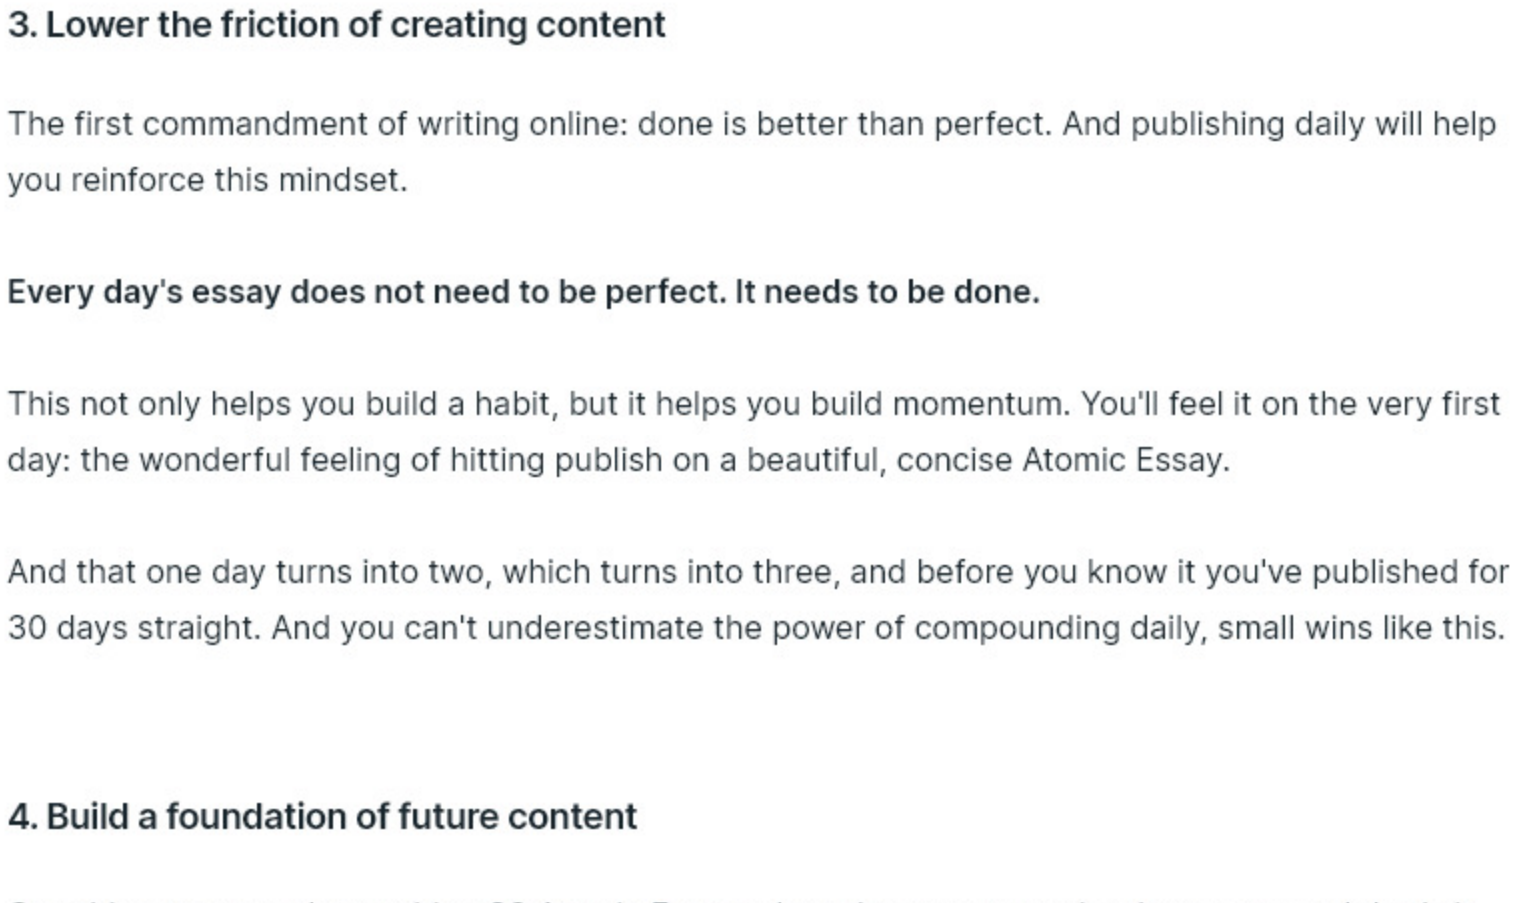 3. Lower the friction of creating content
The first commandment of writing online: done is better than perfect. And publishing daily will help
you reinforce this mindset.
Every day's essay does not need to be perfect. It needs to be done.
This not only helps you build a habit, but it helps you build momentum. You'll feel it on the very first
day: the wonderful feeling of hitting publish on a beautiful, concise Atomic Essay.
And that one day turns into two, which turns into three, and before you know it you've published for
30 days straight. And you can't underestimate the power of compounding daily, small wins like this.
4. Build a foundation of future content